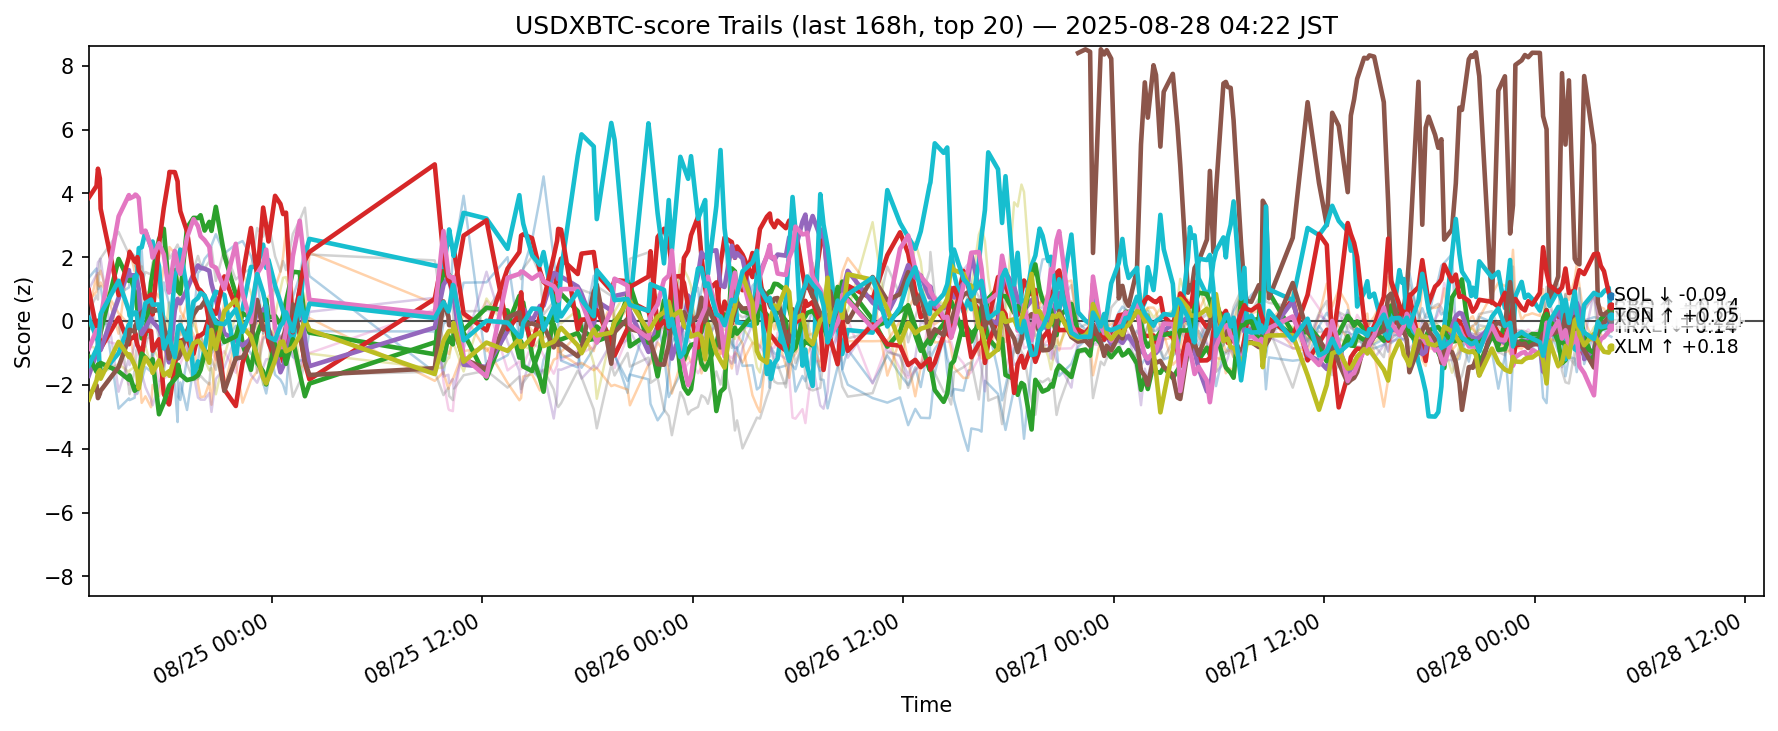 USDXBTC-score Trails (last 168h, top 20) — 2025-08-28 04:22 JST
Score (z)
8
6
4
2
0
−2
−4
−6
−8
SOL ↓ -0.09
TON ↑ +0.05
XLM ↑ +0.18
08/25 00:00
08/25 12:00
08/26 00:00
08/26 12:00
08/27 00:00
08/27 12:00
08/28 00:00
08/28 12:00
Time